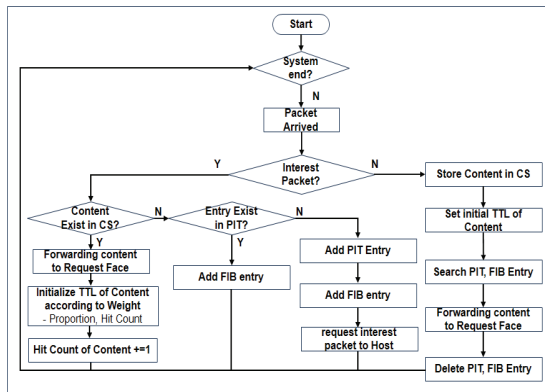 Start
System
end?
N
Packet
Arrived
Y
Interest
Packet?
N
Store Content in CS
Content
Exist in CS?
N
Entry Exist
in PIT?
N
Set initial TTL of
Content
Y
Forwarding content
to Request Face
Y
Add FIB entry
Add PIT Entry
Search PIT, FIB Entry
Initialize TTL of Content
according to Weight
- Proportion, Hit Count
Add FIB entry
Forwarding content
to Request Face
Hit Count of Content +=1
request interest
packet to Host
Delete PIT, FIB Entry